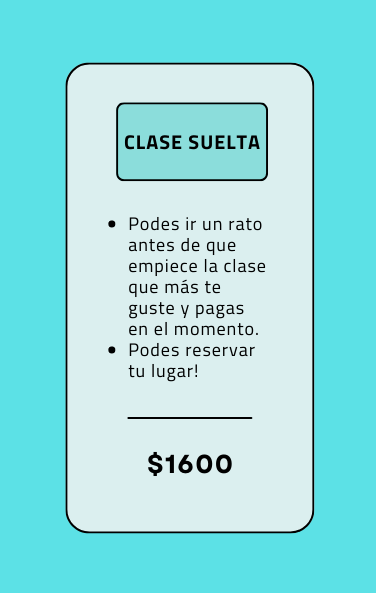 CLASE SUELTA
• Podes ir un rato
antes de que
empiece la clase
que más te
guste y pagas
en el momento.
• Podes reservar
tu lugar!
$1600